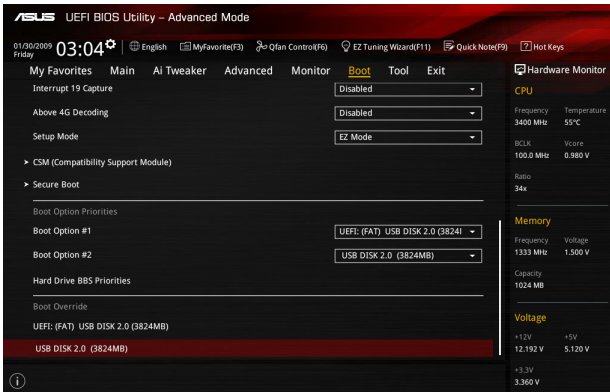 ASUS UEFI BIOS Utility – Advanced Mode
01/30/2009 Friday 03:04 English MyFavorite(F3) Qfan Control(F6) EZ Tuning Wizard(F11) Quick Note(F9) ? Hot Keys
My Favorites Main Ai Tweaker Advanced Monitor Boot Tool Exit
Interrupt 19 Capture Disabled
Above 4G Decoding Disabled
Setup Mode EZ Mode
> CSM (Compatibility Support Module)
> Secure Boot
Boot Option Priorities
Boot Option #1 UEFI: (FAT) USB DISK 2.0 (3824I
Boot Option #2 USB DISK 2.0 (3824MB)
Hard Drive BBS Priorities
Boot Override
UEFI: (FAT) USB DISK 2.0 (3824MB)
USB DISK 2.0 (3824MB)
i
Hardware Monitor
CPU
Frequency Temperature
3400 MHz 55°C
BCLK Vcore
100.0 MHz 0.980 V
Ratio
34x
Memory
Frequency Voltage
1333 MHz 1.500 V
Capacity
1024 MB
Voltage
+12V +5V
12.192 V 5.120 V
+3.3V
3.360 V